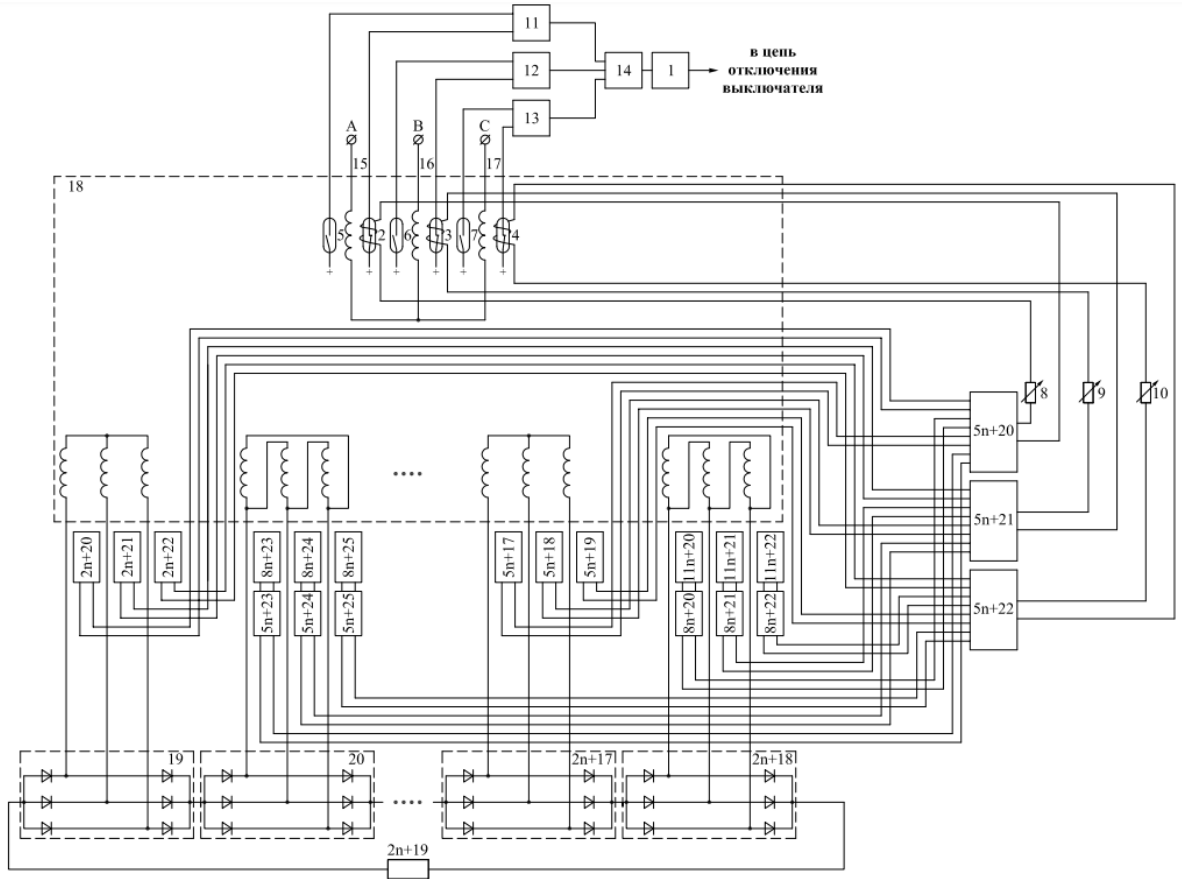 11
в цепь
отключения
выключателя
12
14
1
13
A
B
C
15
16
17
18
5
2
6
3
7
4
+
+
+
+
+
+
8
9
10
5n+20
5n+21
5n+22
2n+20
2n+21
2n+22
8n+23
8n+24
8n+25
5n+17
5n+18
5n+19
11n+20
11n+21
11n+22
5n+23
5n+24
5n+25
8n+20
8n+21
8n+22
19
20
2n+17
2n+18
2n+19